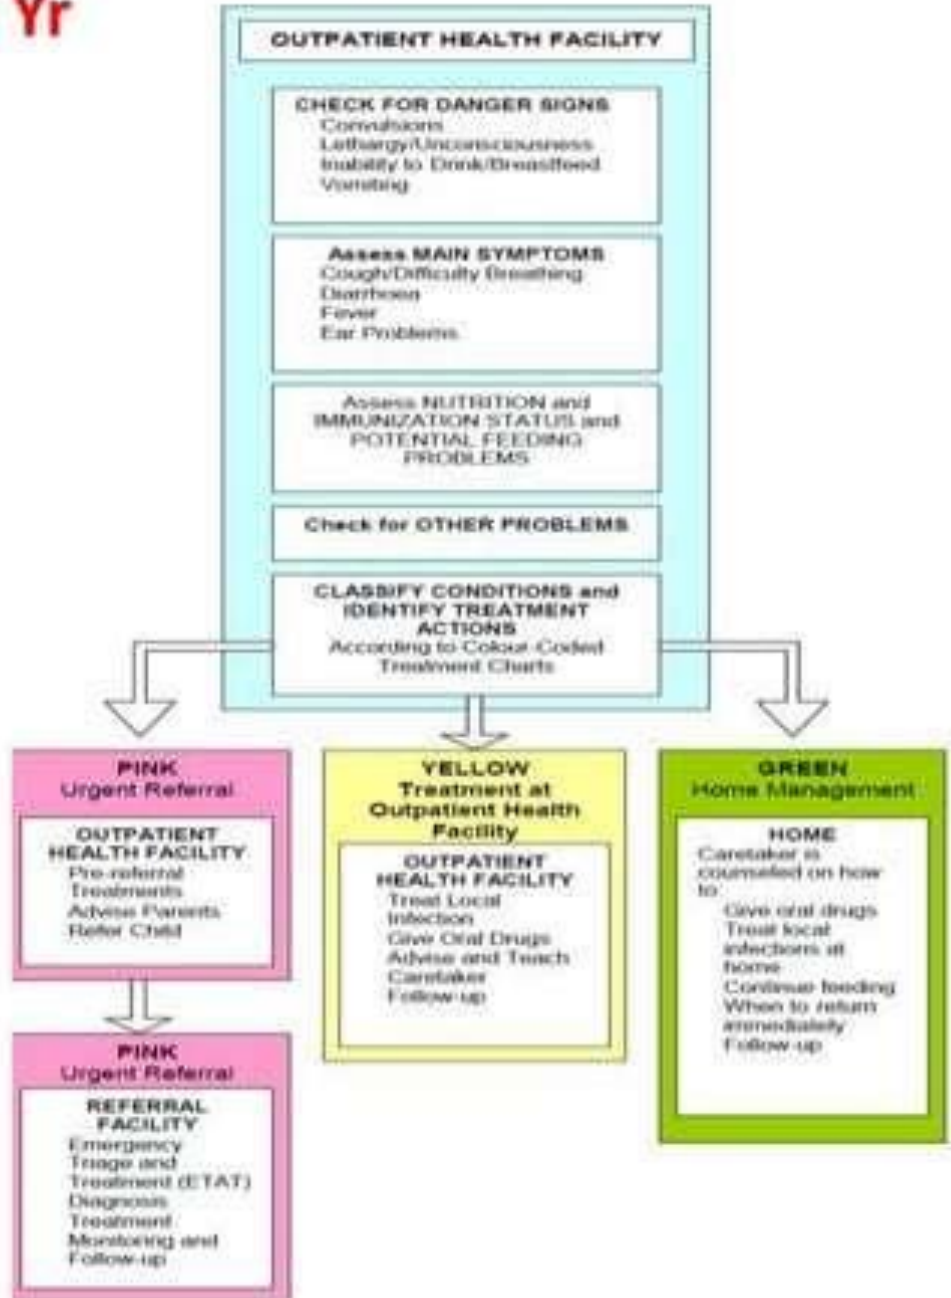 Yr
OUTPATIENT HEALTH FACILITY
CHECK FOR DANGER SIGNS
Convulsions
Lethargy/Unconsciousness
Inability to Drink/Breastfeed
Vomiting
Assess MAIN SYMPTOMS
Cough/Difficulty Breathing
Diarrhoea
Fever
Ear Problems
Assess NUTRITION and
IMMUNIZATION STATUS and
POTENTIAL FEEDING
PROBLEMS
Check for OTHER PROBLEMS
CLASSIFY CONDITIONS and
IDENTIFY TREATMENT
ACTIONS
According to Colour-Coded
Treatment Charts
PINK
Urgent Referral
OUTPATIENT
HEALTH FACILITY
Pre-referral
Treatments
Advise Parents
Refer Child
PINK
Urgent Referral
REFERRAL
FACILITY
Emergency
Triage and
Treatment (ETAT)
Diagnosis
Treatment
Monitoring and
Follow-up
YELLOW
Treatment at
Outpatient Health
Facility
OUTPATIENT
HEALTH FACILITY
Treat Local
Infection
Give Oral Drugs
Advise and Teach
Caretaker
Follow-up
GREEN
Home Management
HOME
Caretaker is
counseled on how
to
Give oral drugs
Treat local
infections at
home
Continue feeding
When to return
immediately
Follow-up